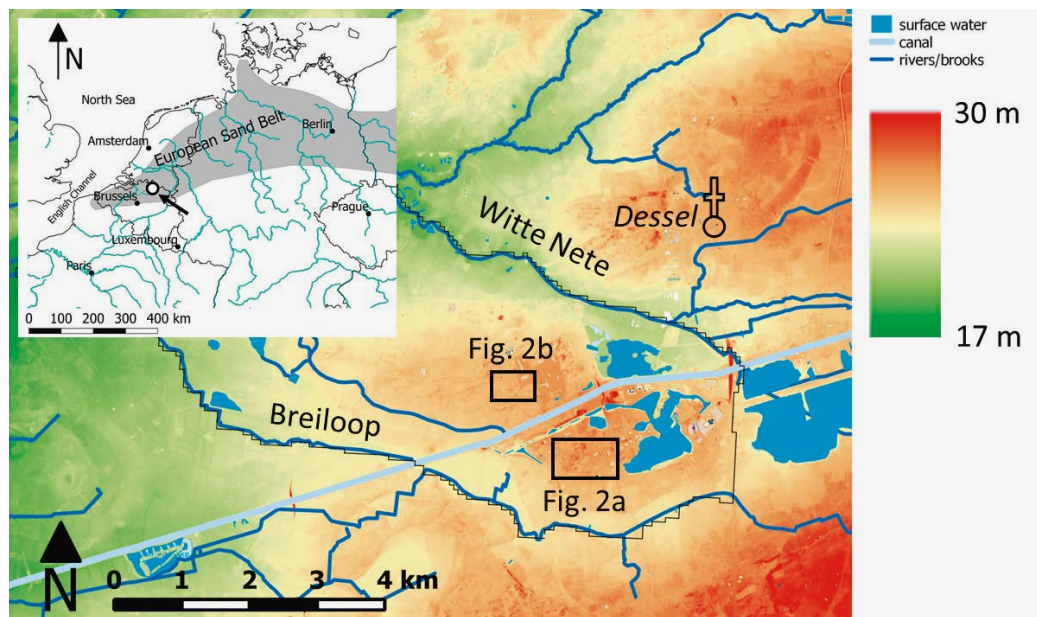 N
North Sea
Amsterdam
Berlin
European Sand Belt
English Channel
Brussels
Prague
Luxembourg
Paris
0 100 200 300 400 km
surface water
canal
rivers/brooks
30 m
17 m
Dessel
Witte Nete
Fig. 2b
Breiloop
Fig. 2a
N
0 1 2 3 4 km